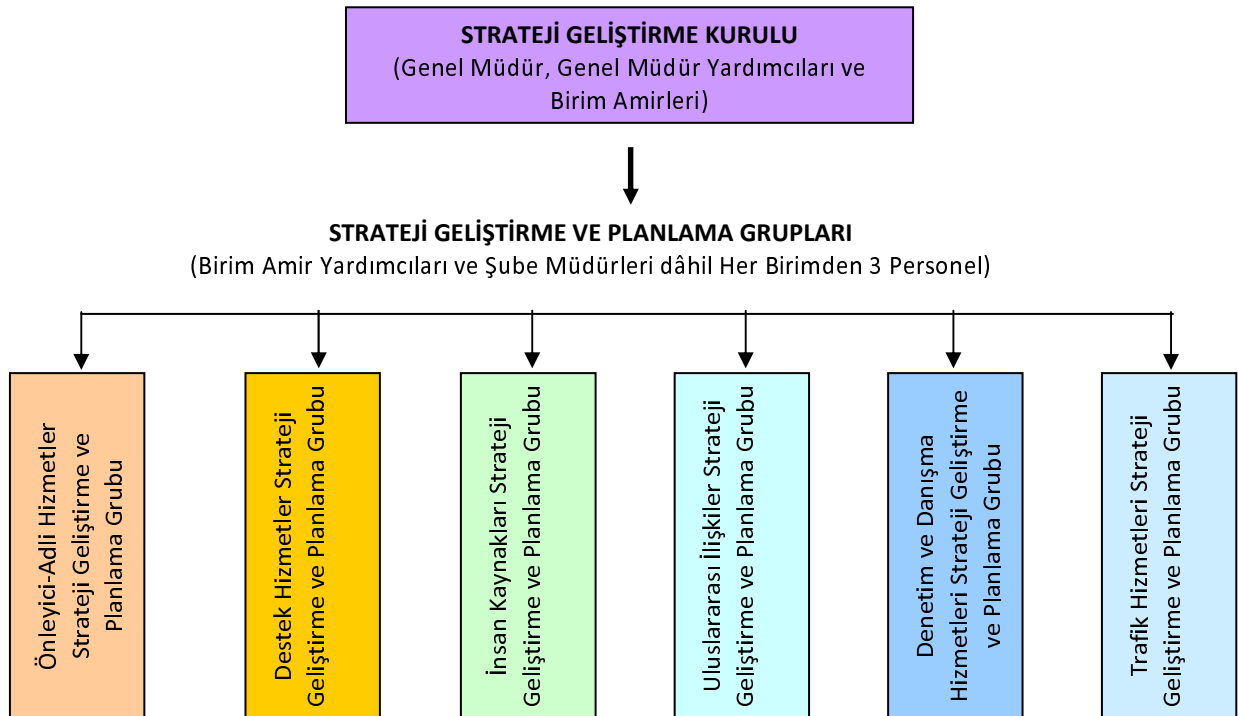 STRATEJİ GELİŞTİRME KURULU
(Genel Müdür, Genel Müdür Yardımcıları ve
Birim Amirleri)
STRATEJİ GELİŞTİRME VE PLANLAMA GRUPLARI
(Birim Amir Yardımcıları ve Şube Müdürleri dâhil Her Birimden 3 Personel)
Önleyici-Adli Hizmetler
Strateji Geliştirme ve
Planlama Grubu
Destek Hizmetler Strateji
Geliştirme ve Planlama Grubu
İnsan Kaynakları Strateji
Geliştirme ve Planlama Grubu
Uluslararası İlişkiler Strateji
Geliştirme ve Planlama Grubu
Denetim ve Danışma
Hizmetleri Strateji Geliştirme
ve Planlama Grubu
Trafik Hizmetleri Strateji
Geliştirme ve Planlama Grubu